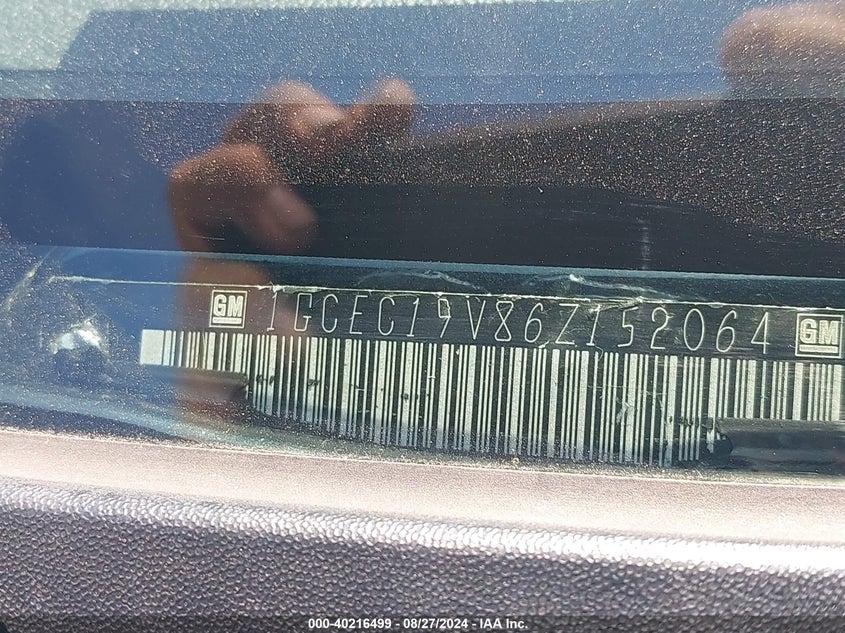 GM 1GCEC19V86Z152064 GM
000-40216499 | 08/27/2024 | IAA Inc.